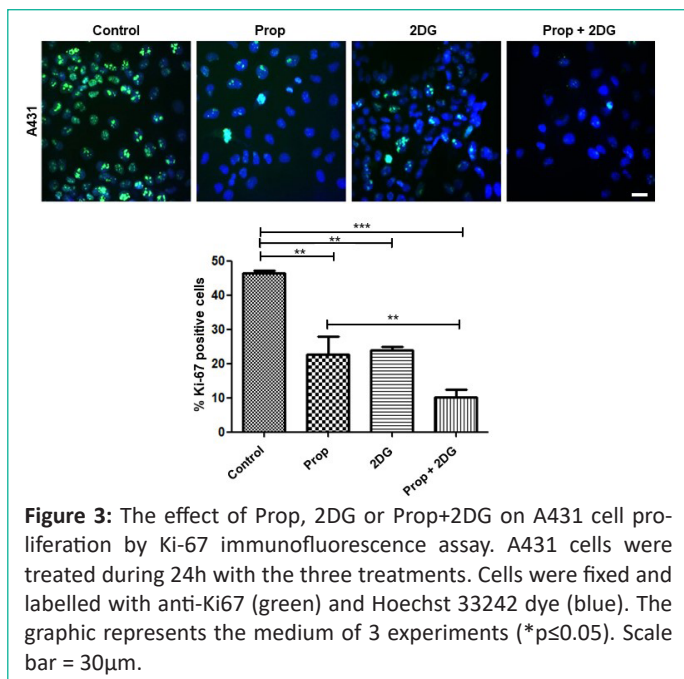 Control Prop 2DG Prop + 2DG
A431
***
**
**
**
% Ki-67 positive cells
50
40
30
20
10
0
Control Prop 2DG Prop + 2DG
Figure 3: The effect of Prop, 2DG or Prop+2DG on A431 cell pro-
liferation by Ki-67 immunofluorescence assay. A431 cells were
treated during 24h with the three treatments. Cells were fixed and
labelled with anti-Ki67 (green) and Hoechst 33242 dye (blue). The
graphic represents the medium of 3 experiments (*p≤0.05). Scale
bar = 30μm.